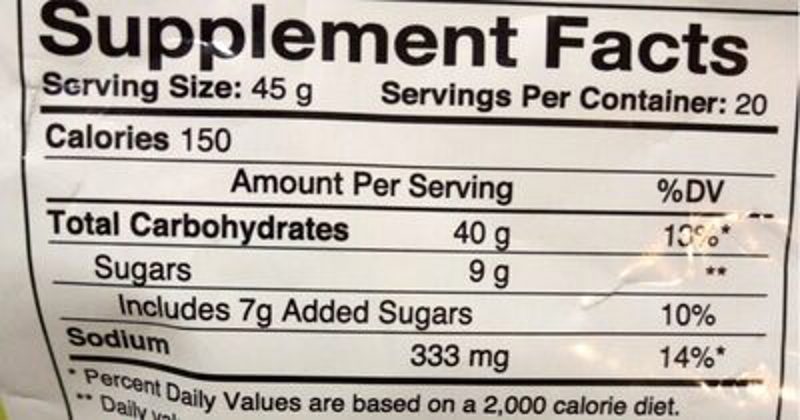 Supplement Facts
Serving Size: 45 g Servings Per Container: 20
Calories 150
Amount Per Serving %DV
Total Carbohydrates 40 g 13%*
Sugars 9 g **
Includes 7g Added Sugars 10%
Sodium 333 mg 14%*
* Percent Daily Values are based on a 2,000 calorie diet.
** Daily